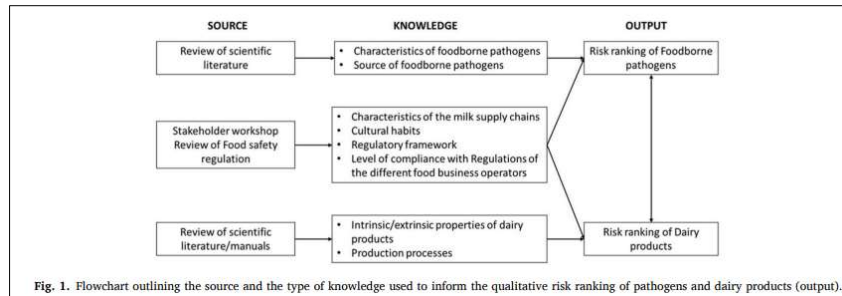 SOURCE
KNOWLEDGE
OUTPUT
Review of scientific
literature
• Characteristics of foodborne pathogens
• Source of foodborne pathogens
Risk ranking of Foodborne
pathogens
Stakeholder workshop
Review of Food safety
regulation
• Characteristics of the milk supply chains
• Cultural habits
• Regulatory framework
• Level of compliance with Regulations of
the different food business operators
Review of scientific
literature/manuals
• Intrinsic/extrinsic properties of dairy
products
• Production processes
Risk ranking of Dairy
products
Fig. 1. Flowchart outlining the source and the type of knowledge used to inform the qualitative risk ranking of pathogens and dairy products (output).